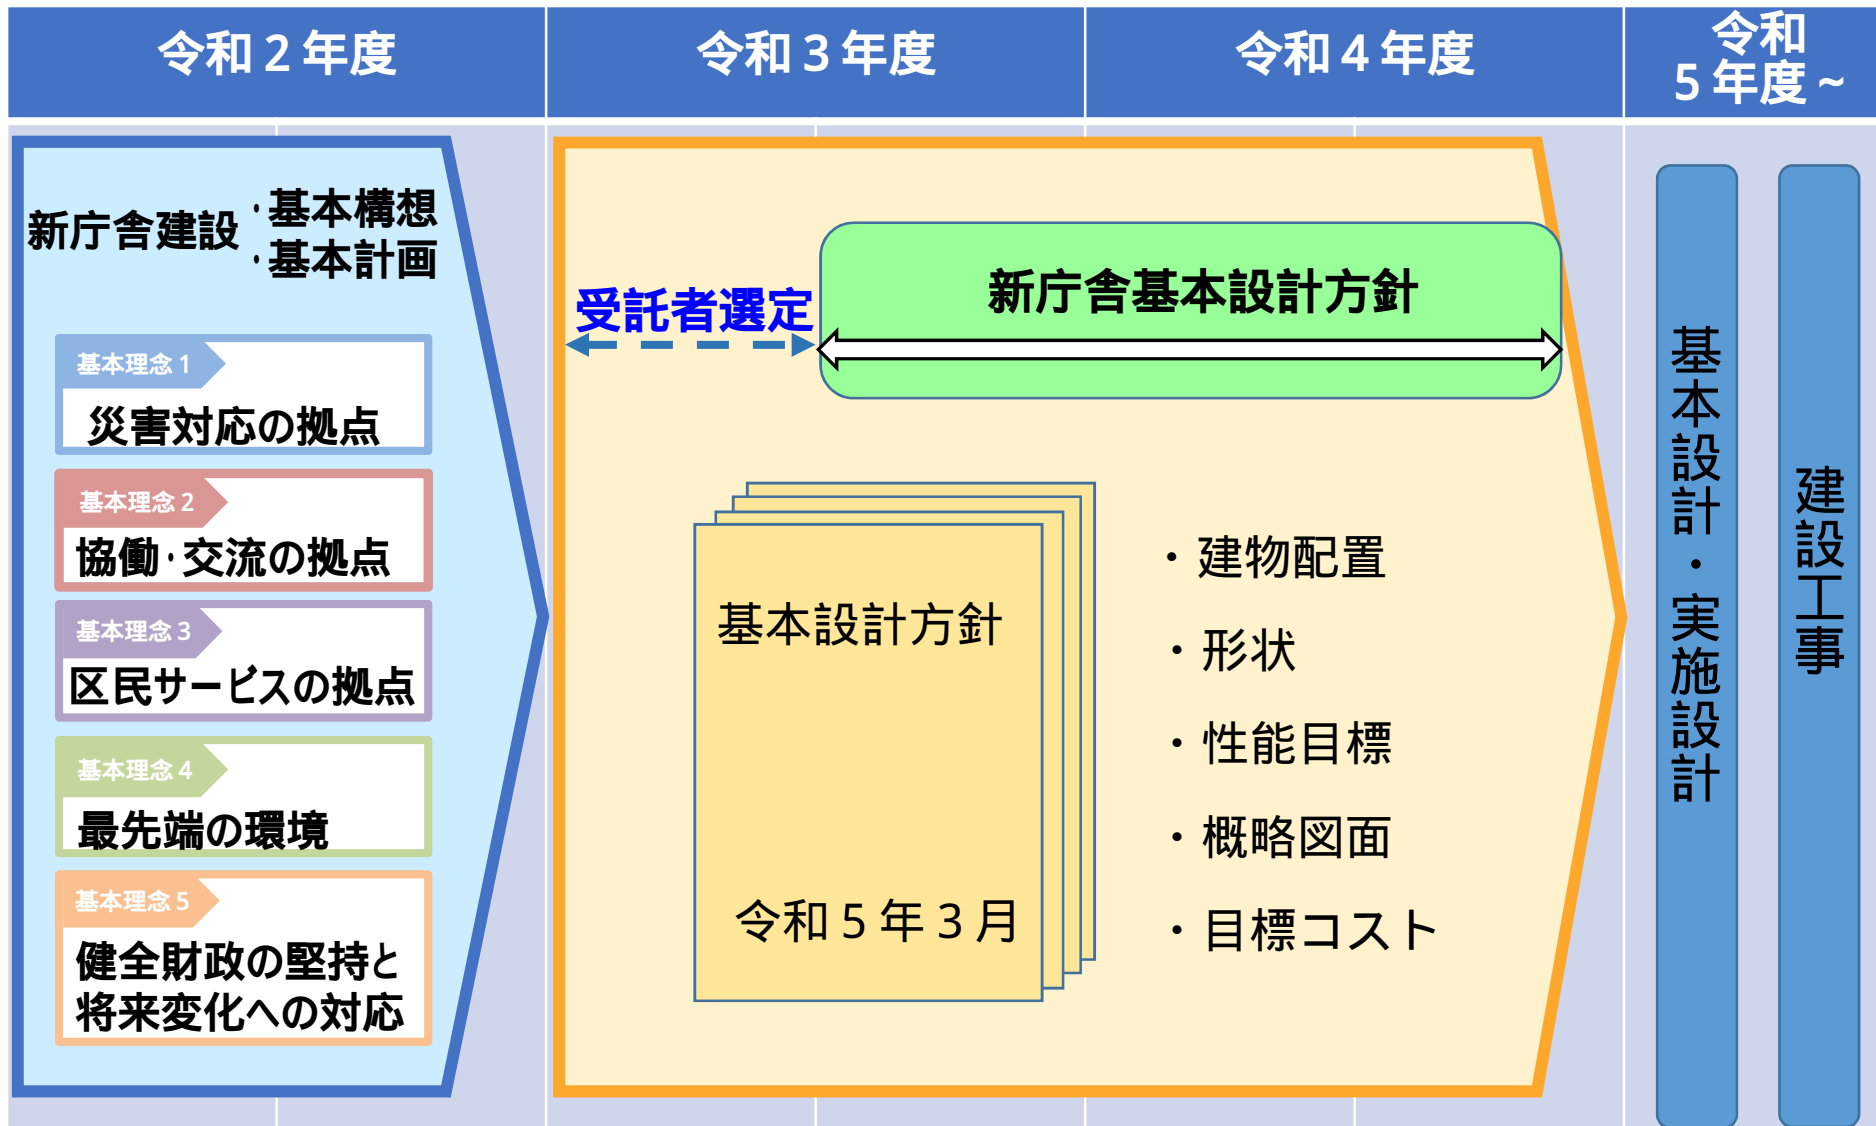 令和２年度
令和３年度
令和４年度
令和
５年度～
新庁舎建設
・基本構想
・基本計画
基本理念1
災害対応の拠点
基本理念2
協働・交流の拠点
基本理念3
区民サービスの拠点
基本理念4
最先端の環境
基本理念5
健全財政の堅持と
将来変化への対応
受託者選定
新庁舎基本設計方針
基本設計方針
令和５年３月
・建物配置
・形状
・性能目標
・概略図面
・目標コスト
基本設計・実施設計
建設工事